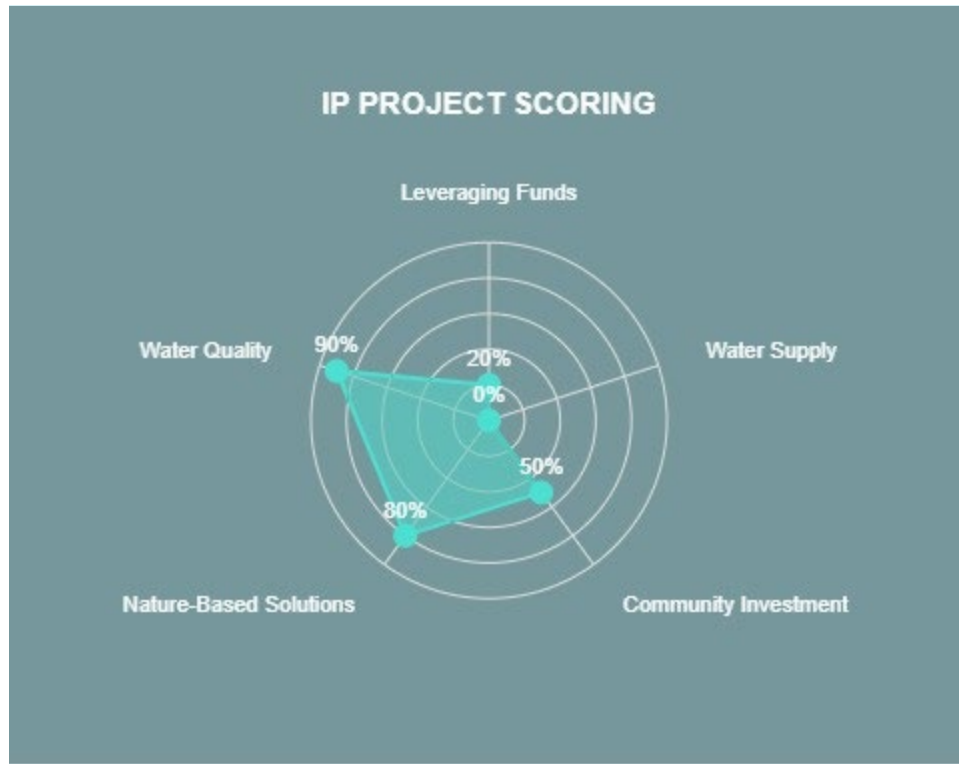 IP PROJECT SCORING
Leveraging Funds
Water Quality
90%
20%
Water Supply
0%
50%
80%
Nature-Based Solutions
Community Investment